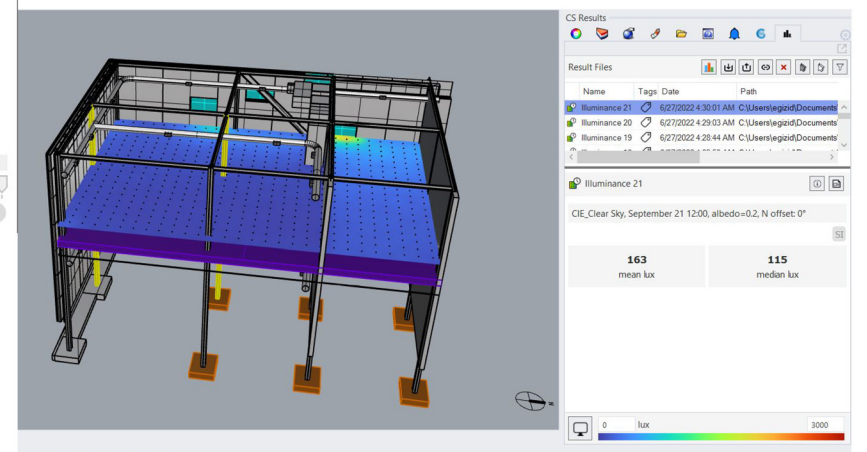 CS Results
Result Files
Name Tags Date Path
Illuminance 21 6/27/2022 4:30:01 AM C:\Users\egizid\Documents\
Illuminance 20 6/27/2022 4:29:03 AM C:\Users\egizid\Documents\
Illuminance 19 6/27/2022 4:28:44 AM C:\Users\egizid\Documents\
Illuminance 21
CIE_Clear Sky, September 21 12:00, albedo=0.2, N offset: 0°
SI
163 115
mean lux median lux
0 lux 3000